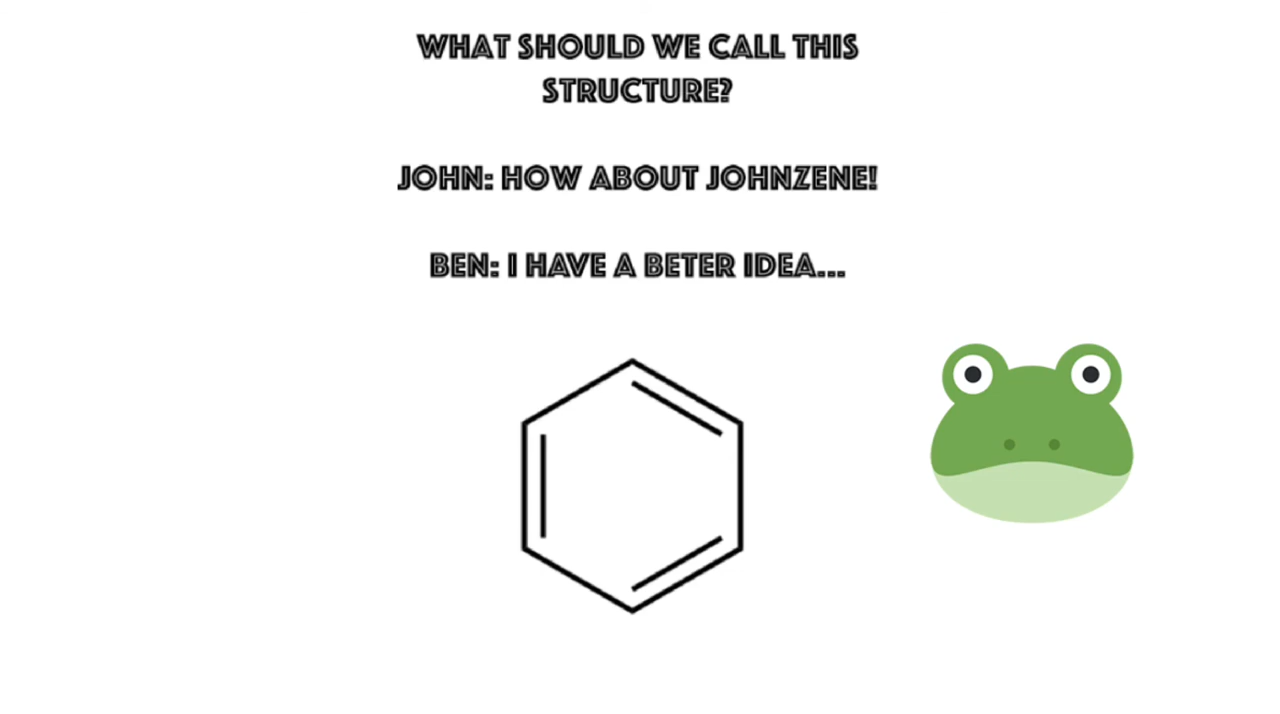 WHAT SHOULD WE CALL THIS
STRUCTURE?
JOHN: HOW ABOUT JOHNZENE!
BEN: I HAVE A BETER IDEA...